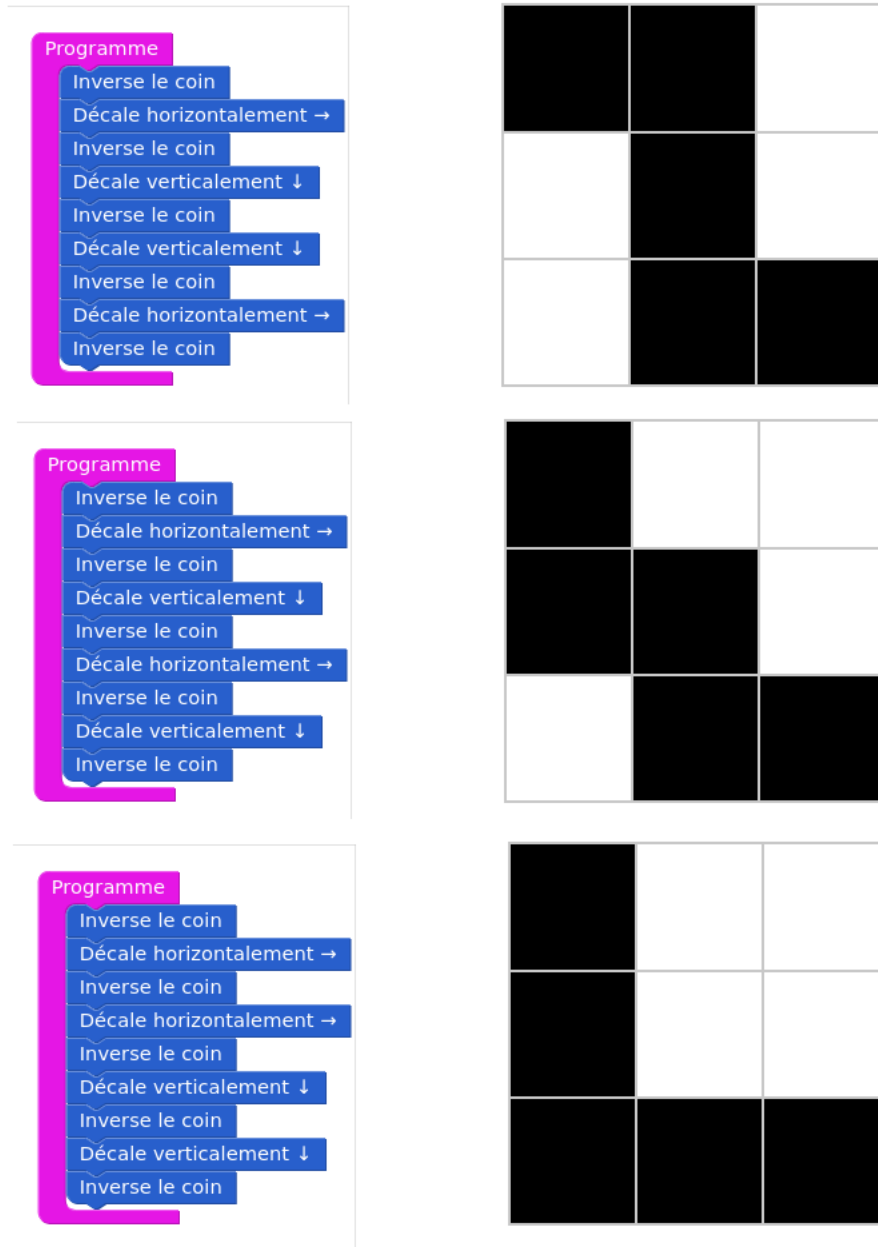 Programme
Inverse le coin
Décale horizontalement →
Inverse le coin
Décale verticalement ↓
Inverse le coin
Décale verticalement ↓
Inverse le coin
Décale horizontalement →
Inverse le coin
Programme
Inverse le coin
Décale horizontalement →
Inverse le coin
Décale verticalement ↓
Inverse le coin
Décale horizontalement →
Inverse le coin
Décale verticalement ↓
Inverse le coin
Programme
Inverse le coin
Décale horizontalement →
Inverse le coin
Décale horizontalement →
Inverse le coin
Décale verticalement ↓
Inverse le coin
Décale verticalement ↓
Inverse le coin